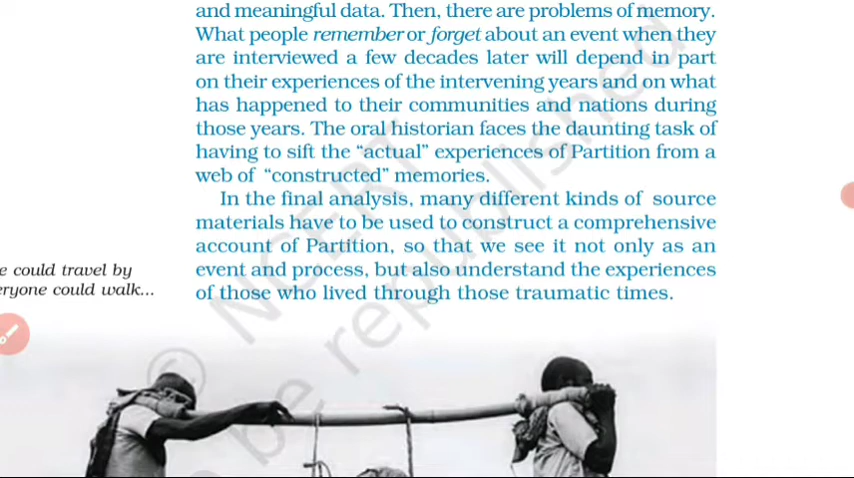 and meaningful data. Then, there are problems of memory.
What people remember or forget about an event when they
are interviewed a few decades later will depend in part
on their experiences of the intervening years and on what
has happened to their communities and nations during
those years. The oral historian faces the daunting task of
having to sift the “actual” experiences of Partition from a
web of “constructed” memories.
In the final analysis, many different kinds of source
materials have to be used to construct a comprehensive
account of Partition, so that we see it not only as an
event and process, but also understand the experiences
of those who lived through those traumatic times.
could travel by
could walk...
© NCERT
be republished